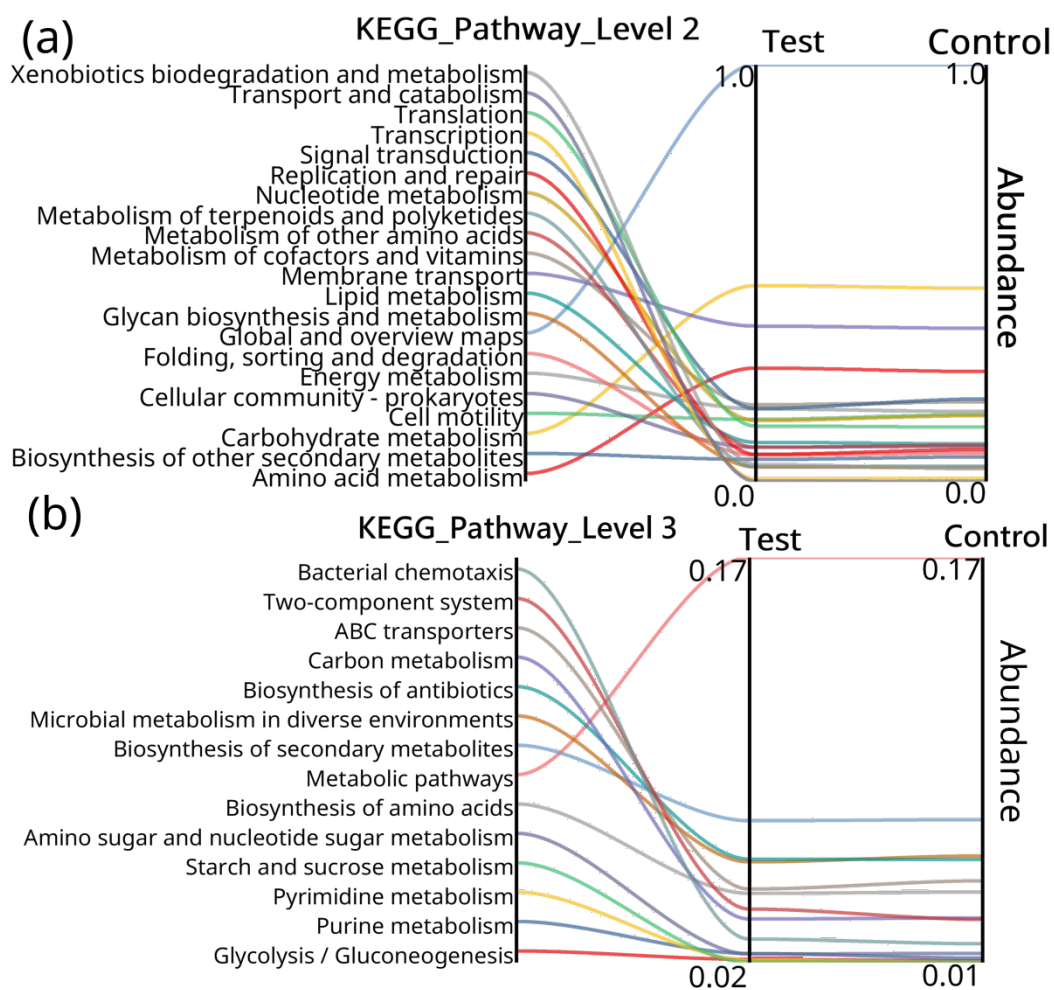 (a)
KEGG_Pathway_Level 2
Test
Control
Xenobiotics biodegradation and metabolism
Transport and catabolism
Translation
Transcription
Signal transduction
Replication and repair
Nucleotide metabolism
Metabolism of terpenoids and polyketides
Metabolism of other amino acids
Metabolism of cofactors and vitamins
Membrane transport
Lipid metabolism
Glycan biosynthesis and metabolism
Global and overview maps
Folding, sorting and degradation
Energy metabolism
Cellular community - prokaryotes
Cell motility
Carbohydrate metabolism
Biosynthesis of other secondary metabolites
Amino acid metabolism
1.0
1.0
Abundance
0.0
0.0
(b)
KEGG_Pathway_Level 3
Test
Control
Bacterial chemotaxis
Two-component system
ABC transporters
Carbon metabolism
Biosynthesis of antibiotics
Microbial metabolism in diverse environments
Biosynthesis of secondary metabolites
Metabolic pathways
Biosynthesis of amino acids
Amino sugar and nucleotide sugar metabolism
Starch and sucrose metabolism
Pyrimidine metabolism
Purine metabolism
Glycolysis / Gluconeogenesis
0.17
0.17
Abundance
0.02
0.01